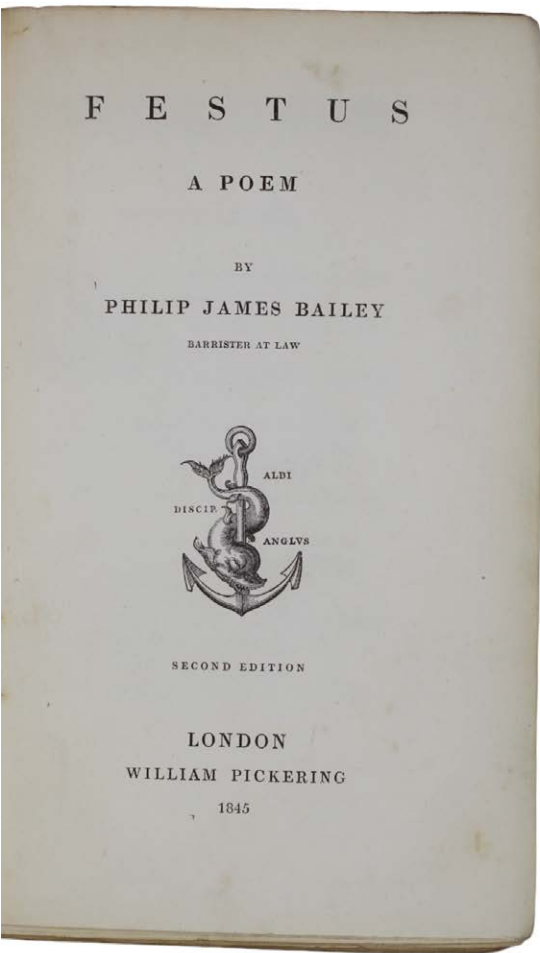 FESTUS
A POEM
BY
PHILIP JAMES BAILEY
BARRISTER AT LAW
ALDI
DISCIP.
ANGLVS
SECOND EDITION
LONDON
WILLIAM PICKERING
1845